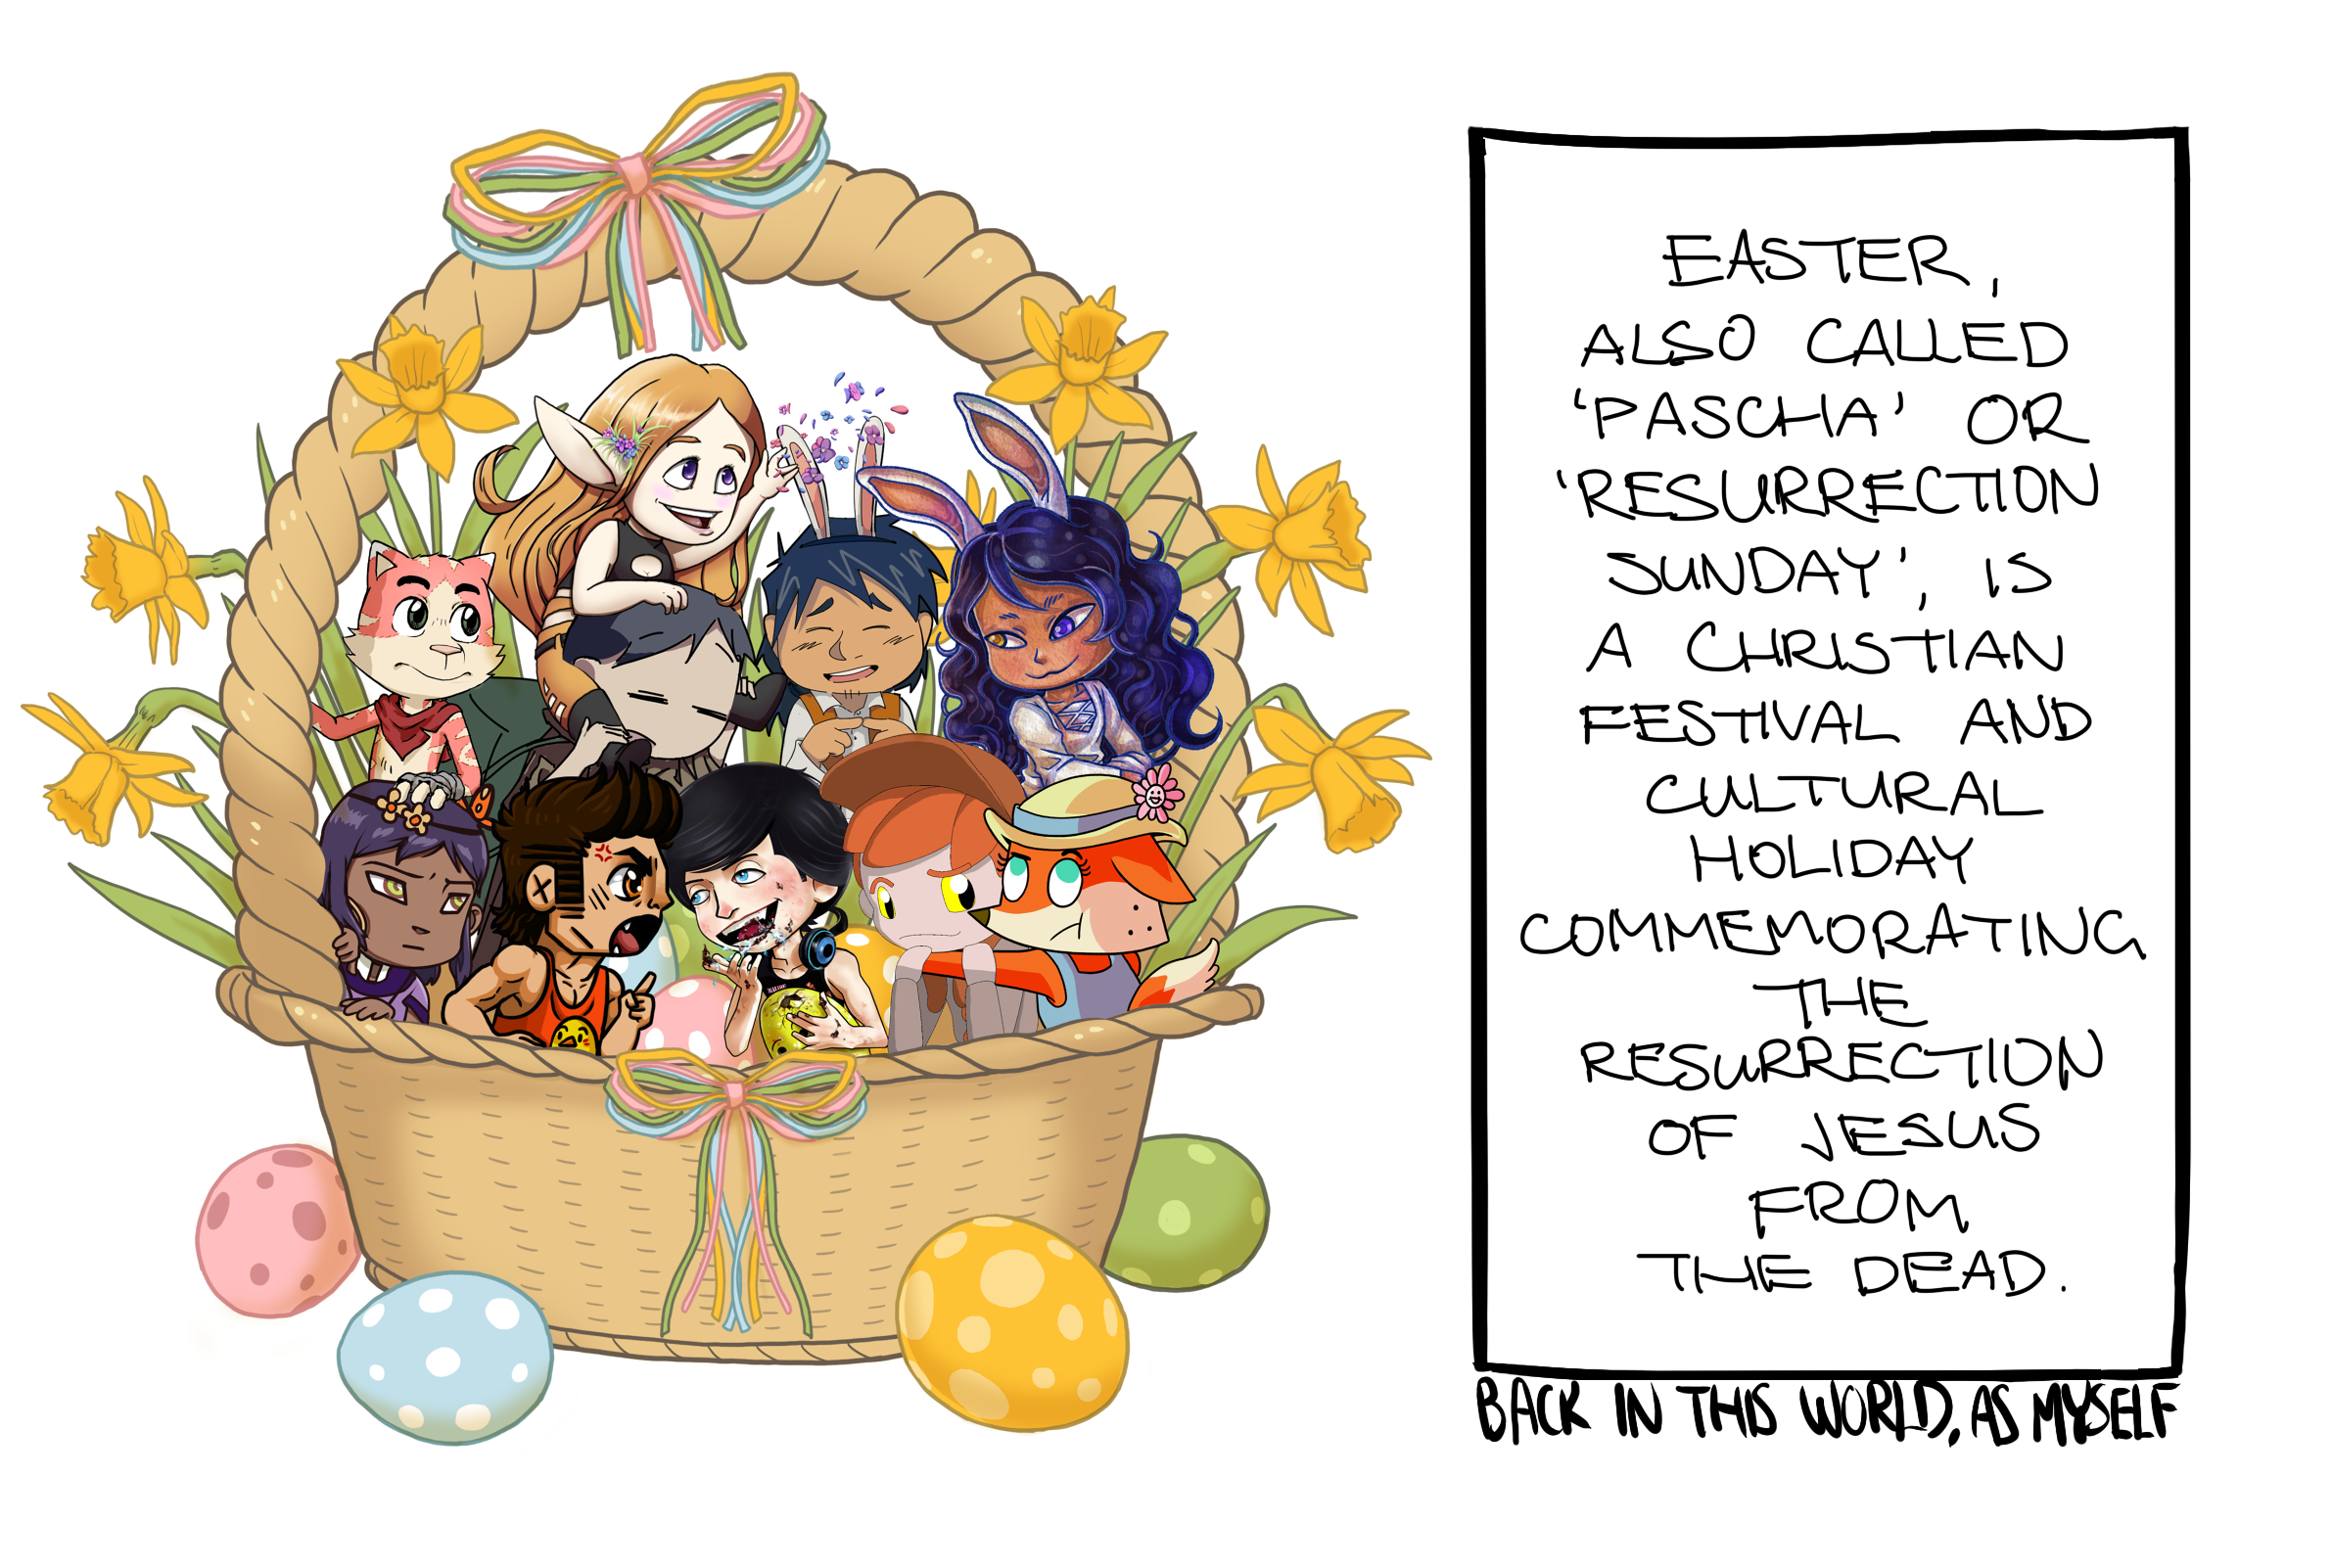 EASTER,
ALSO CALLED
'PASCHA' OR
'RESURRECTION
SUNDAY', IS
A CHRISTIAN
FESTIVAL AND
CULTURAL
HOLIDAY
COMMEMORATING
THE
RESURRECTION
OF JESUS
FROM
THE DEAD.
BACK IN THIS WORLD, AS MYSELF